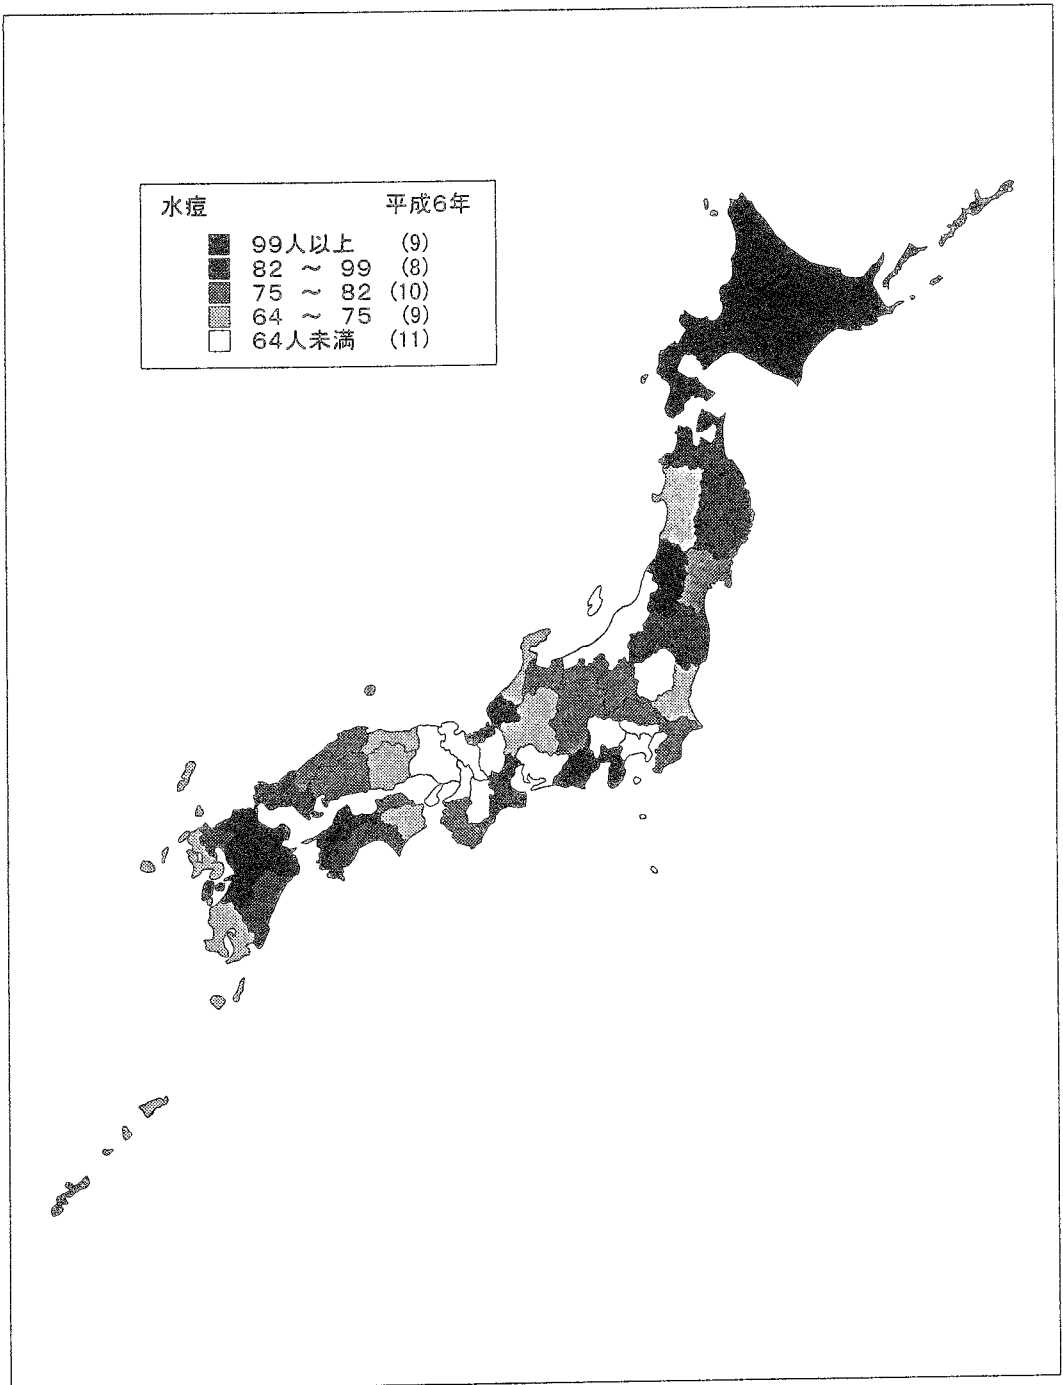 水痘 平成6年
99人以上 (9)
82 ～ 99 (8)
75 ～ 82 (10)
64 ～ 75 (9)
64人未満 (11)